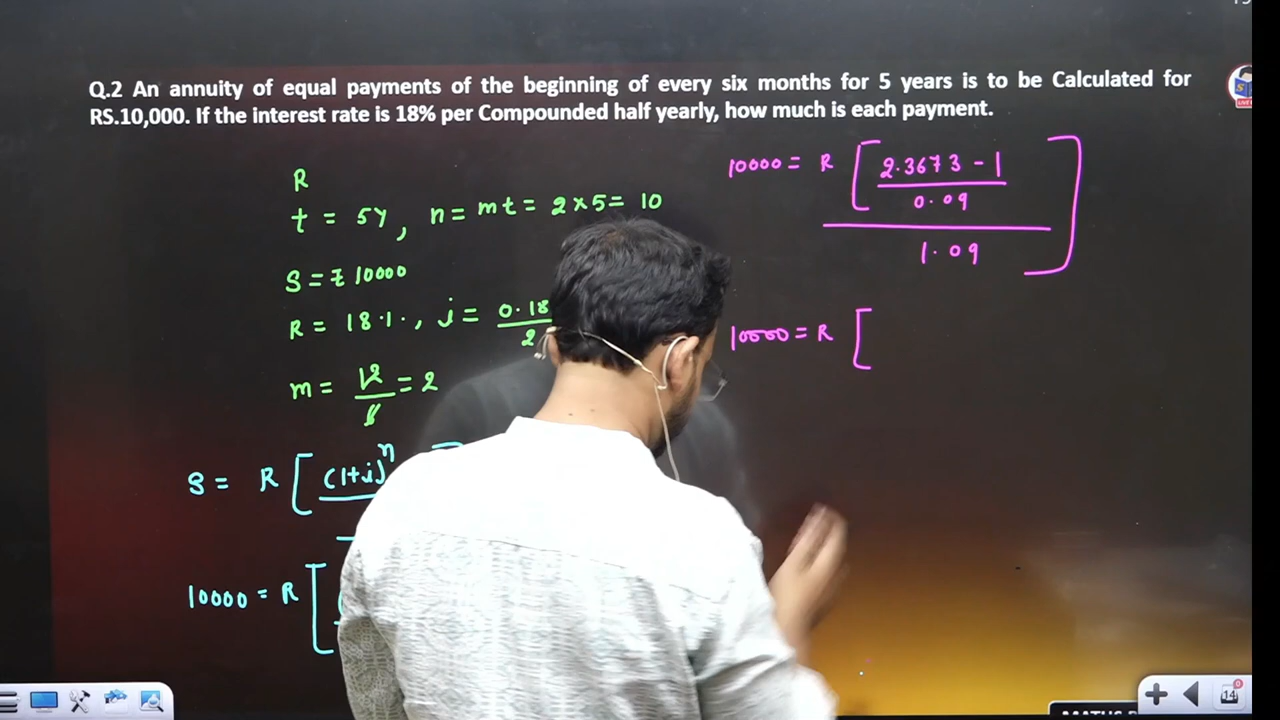 Q.2 An annuity of equal payments of the beginning of every six months for 5 years is to be Calculated for
RS.10,000. If the interest rate is 18% per Compounded half yearly, how much is each payment.
R
t = 5Y, n = mt = 2×5 = 10
S = ₹ 10000
R = 18%, j = 0.18
2
m = 12
6
= 2
S = R [ (1+j)^n
10000 = R [
10000 = R [ 2.3673 - 1
0.09
1.09 ]
10000 = R [
14